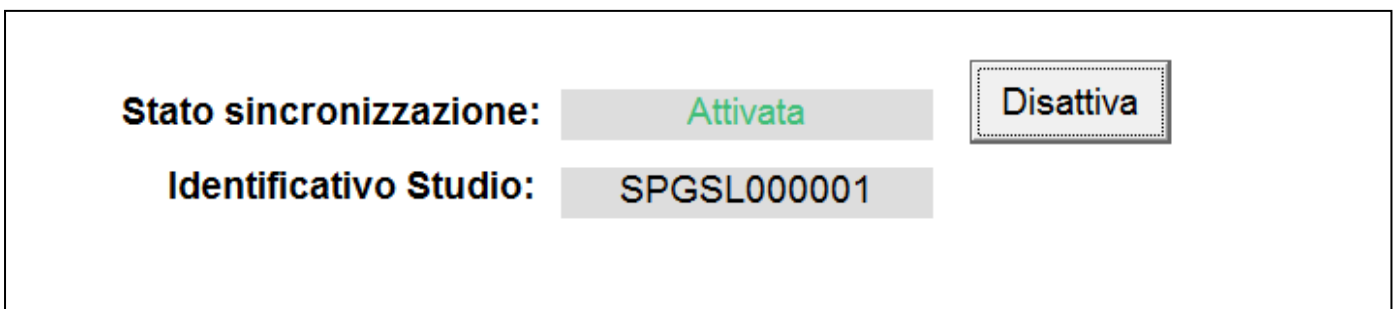 Stato sincronizzazione: Attivata Disattiva
Identificativo Studio: SPGSL000001